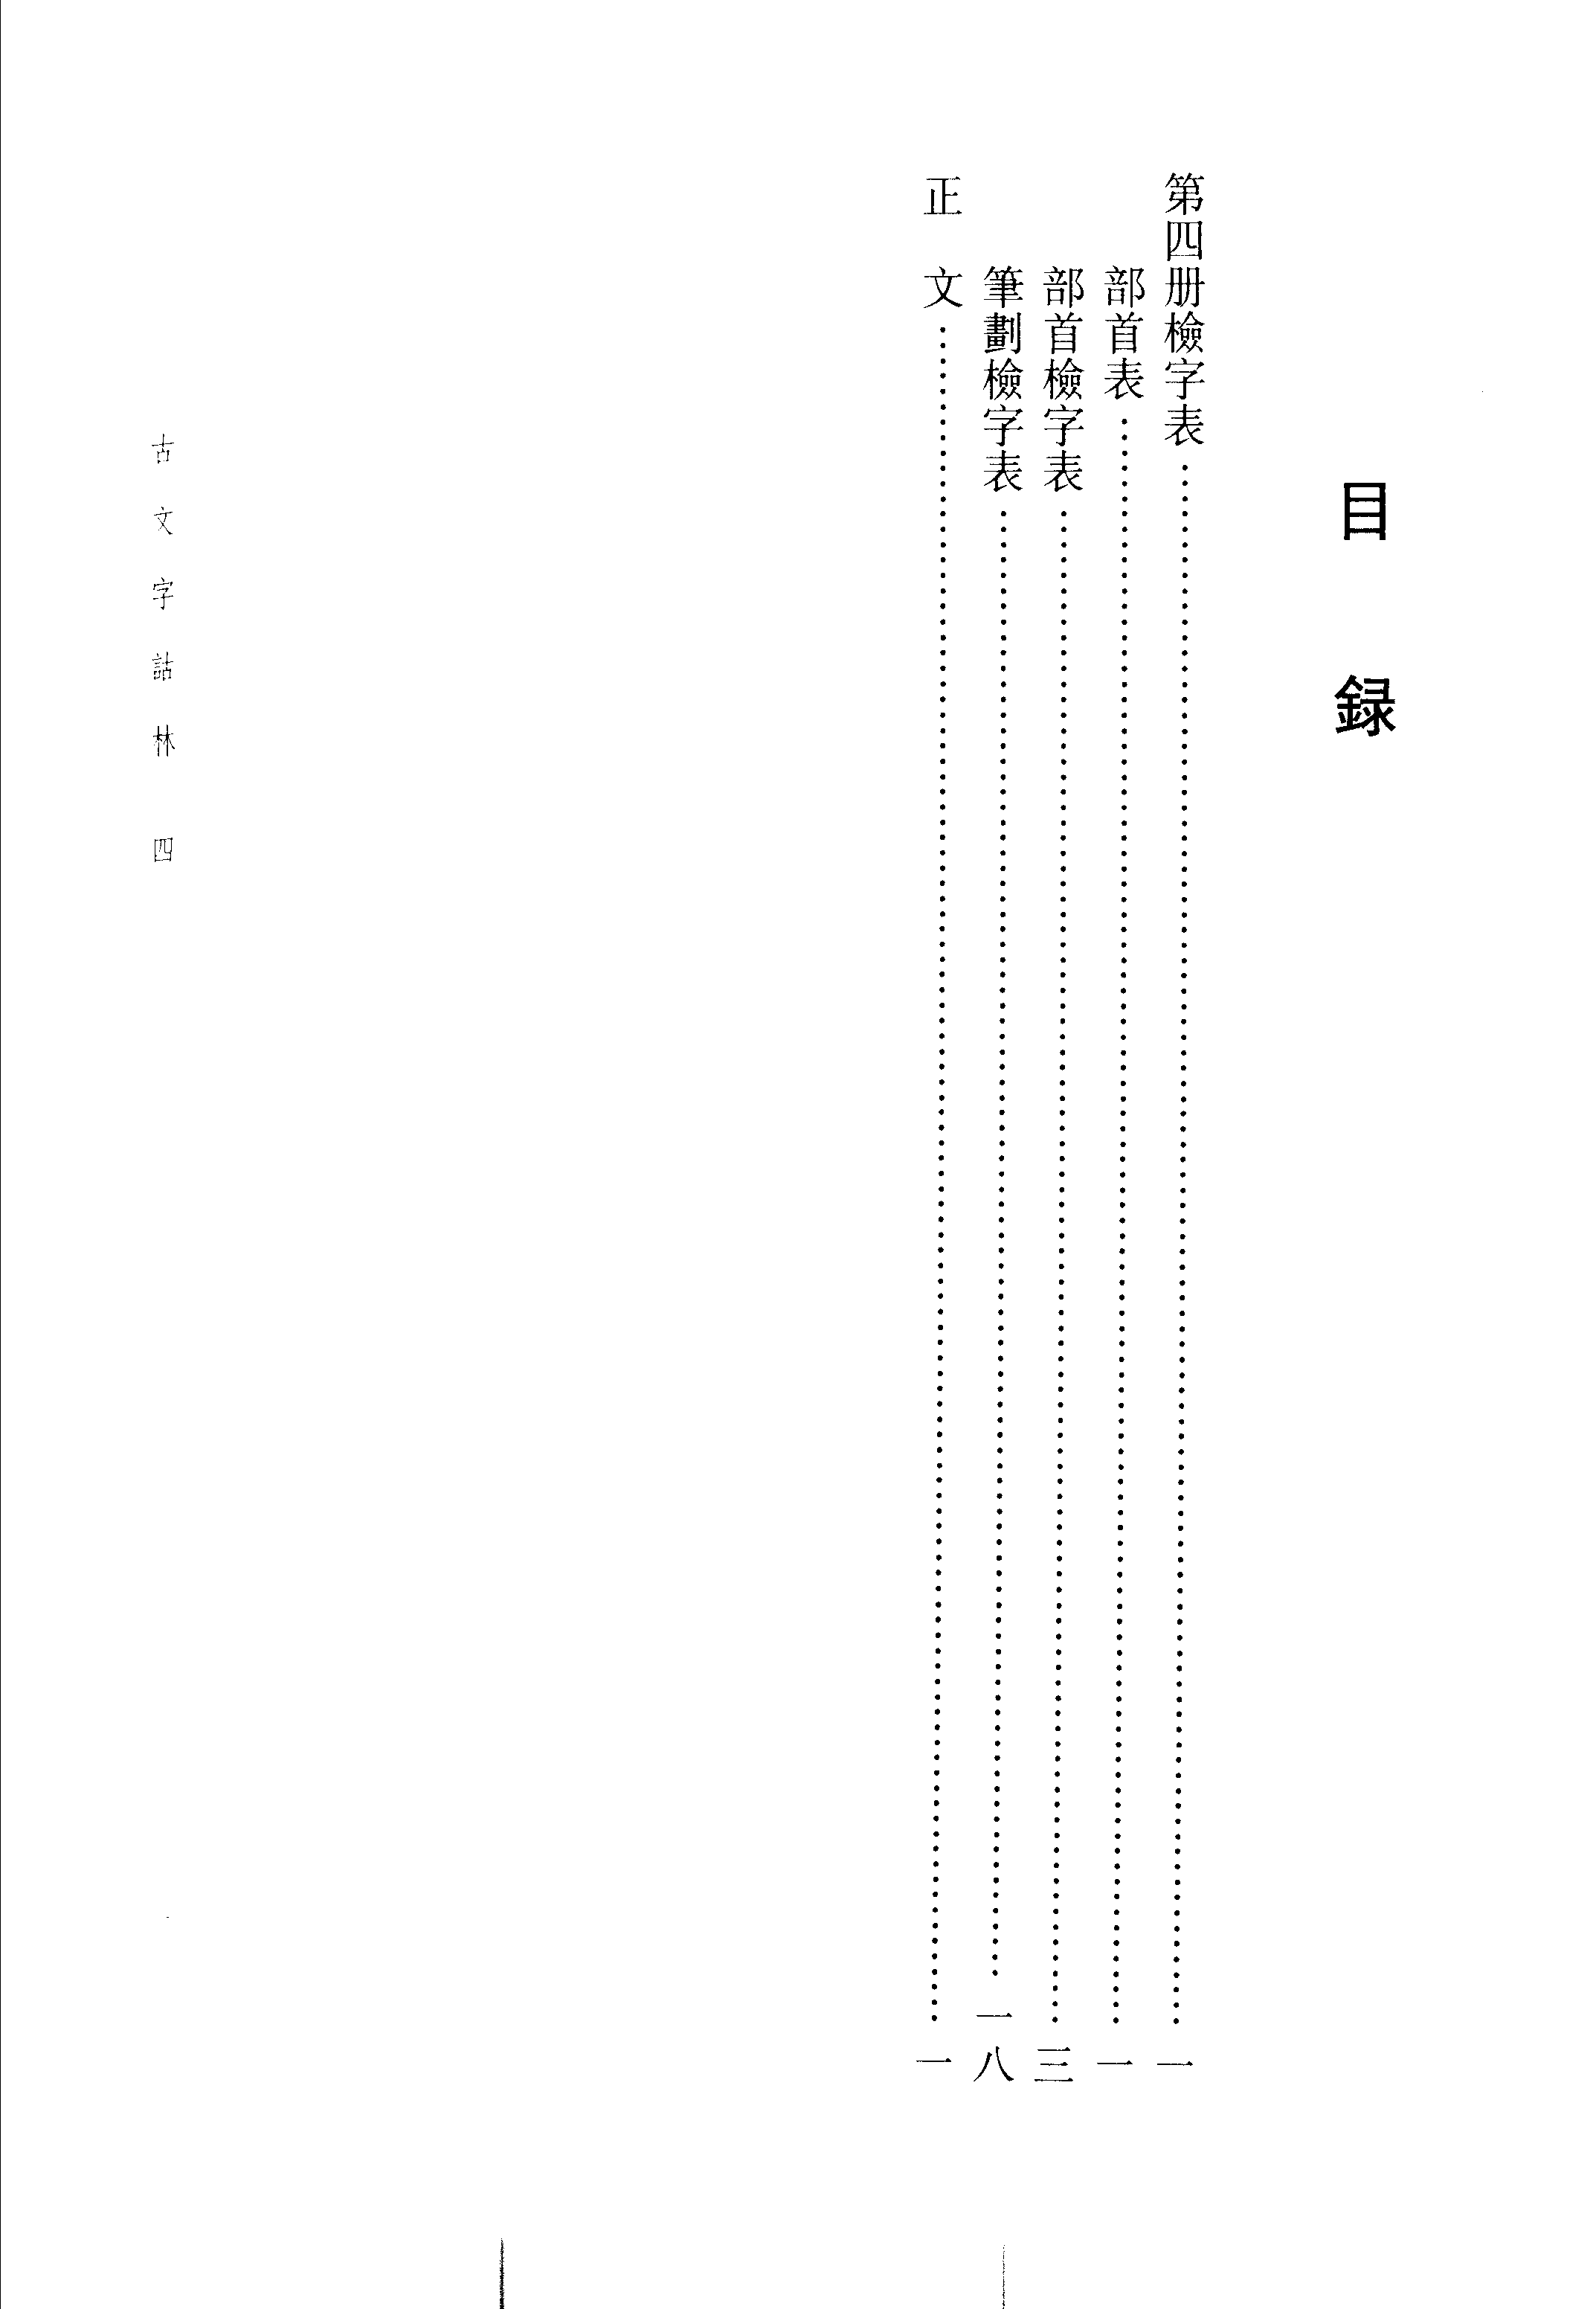 目録
第四册檢字表……一
部首表……一
部首檢字表……三
筆劃檢字表……一八
正文……一
古文字詁林 四